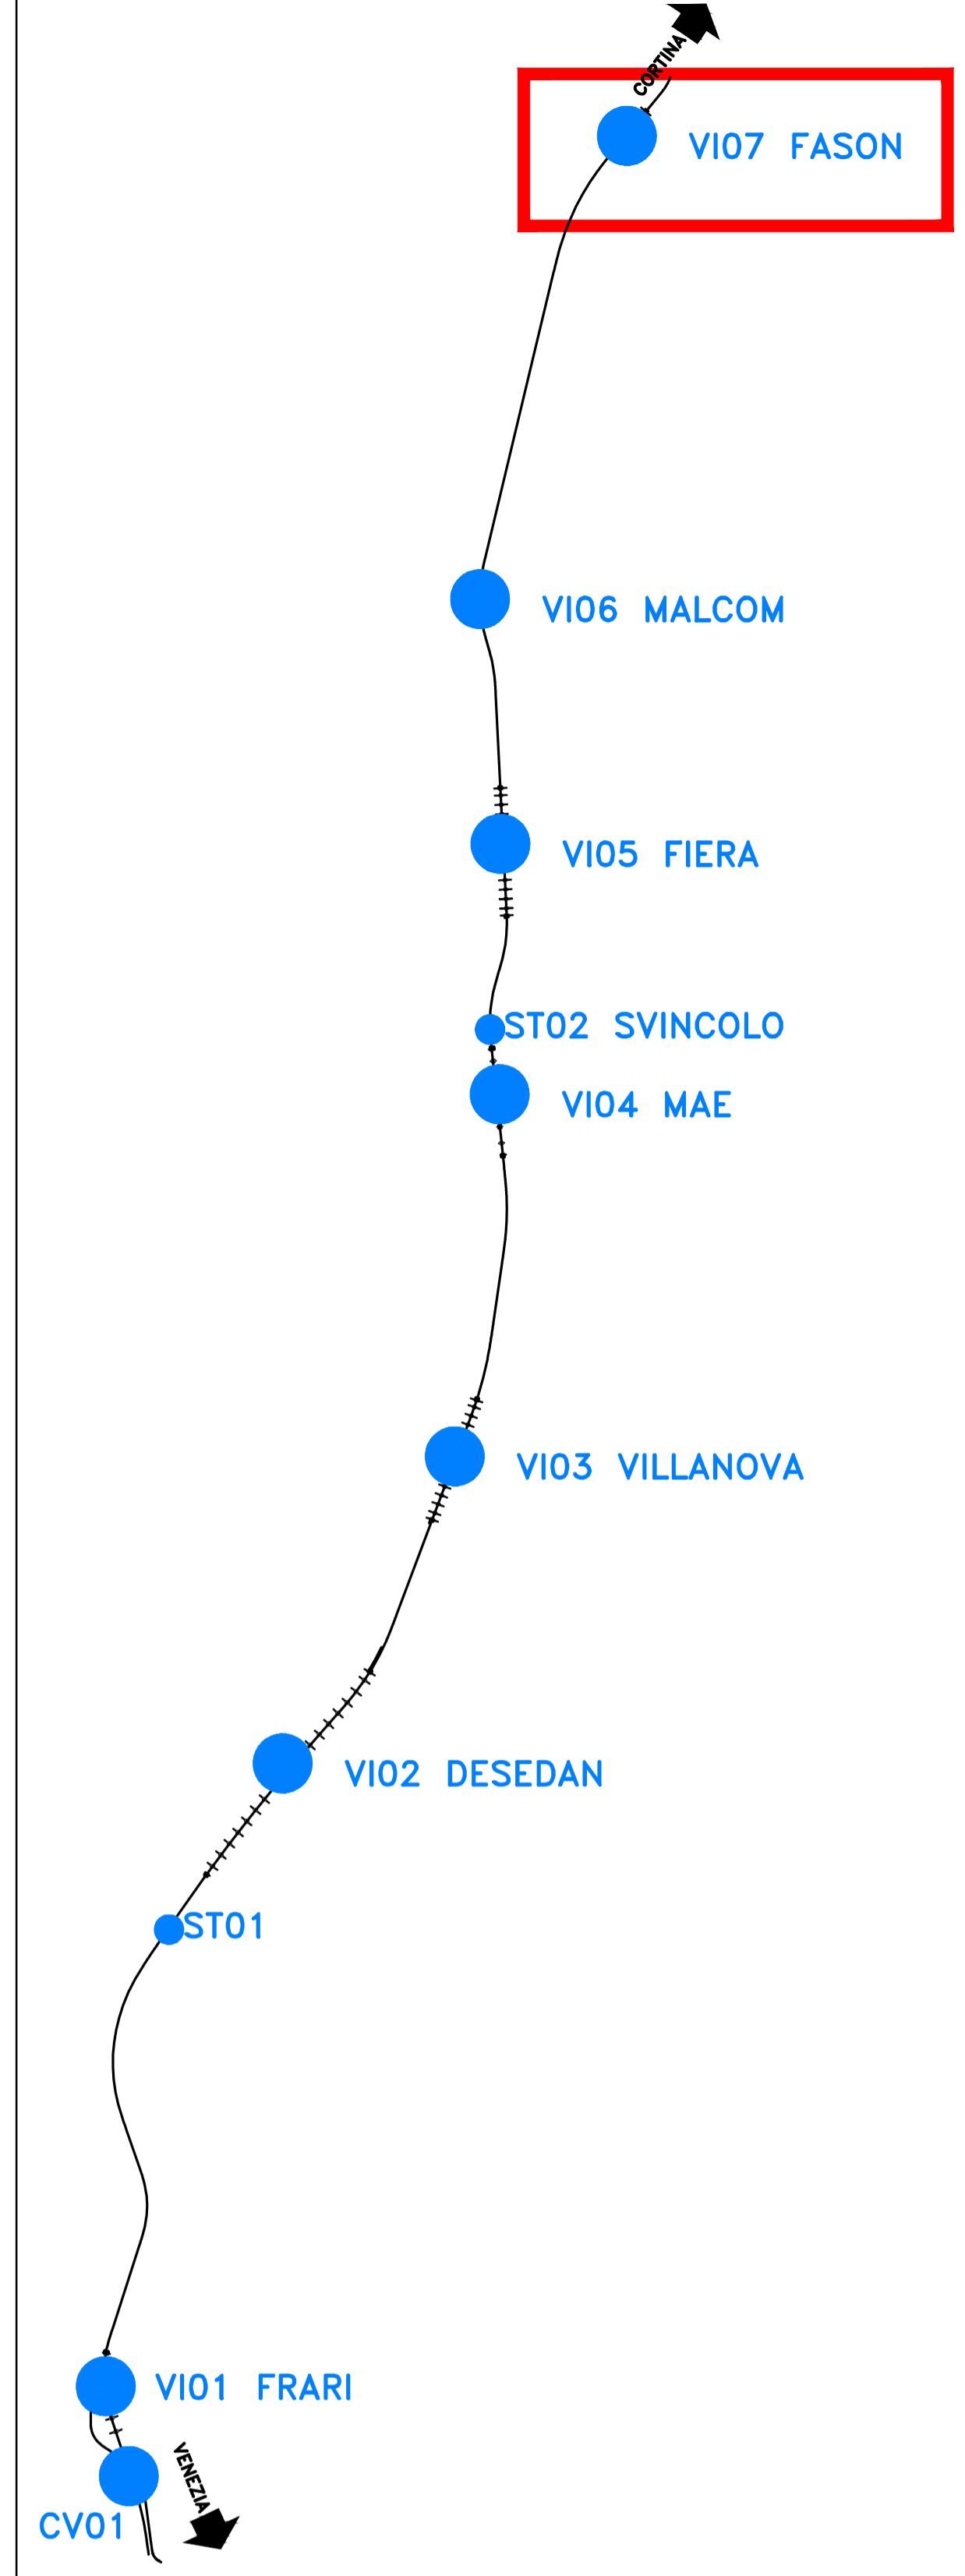 CORTINA
VI07 FASON
VI06 MALCOM
VI05 FIERA
ST02 SVINCOLO
VI04 MAE
VI03 VILLANOVA
VI02 DESEDAN
ST01
VI01 FRARI
VENEZIA
CV01